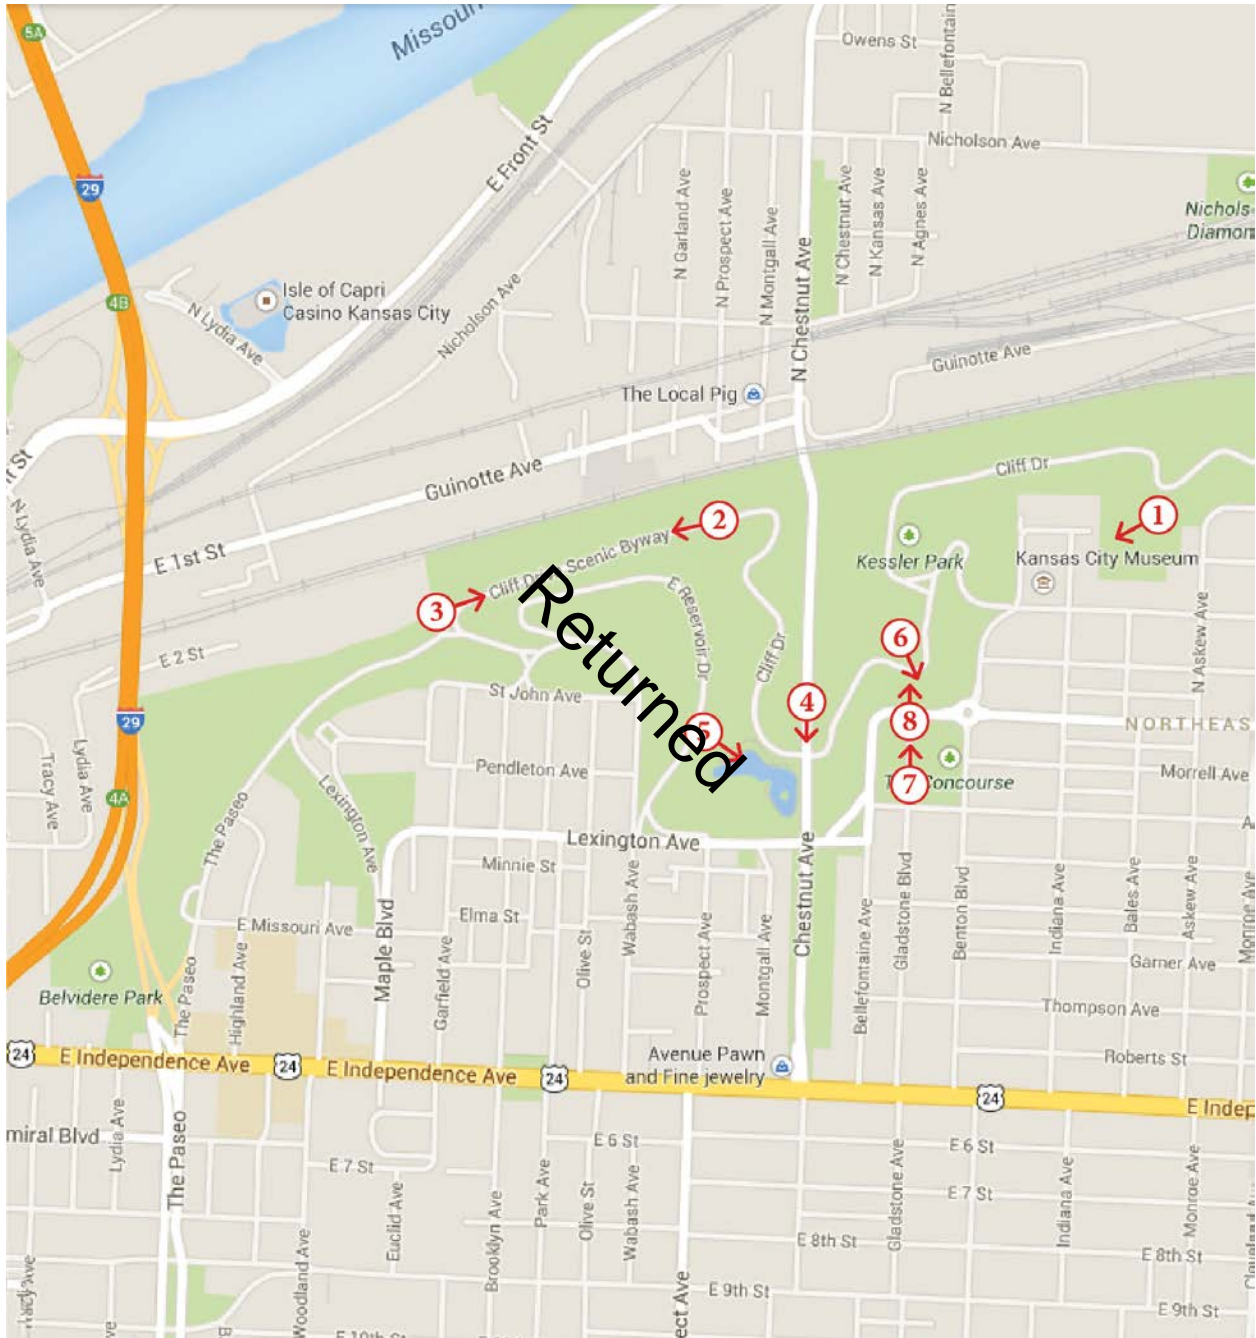 5A
Missour
Owens St
N Bellefontain
E Front St
Nicholson Ave
29
Nichols-
Diamon
N Garland Ave
N Prospect Ave
N Montgall Ave
N Chestnut Ave
N Chestnut Ave
N Kansas Ave
N Agnes Ave
4B
Isle of Capri
Casino Kansas City
N Lydia Ave
Nicholson Ave
Guinotte Ave
The Local Pig
nt St
Guinotte Ave
Cliff Dr
N Lydia Ave
E 1st St
2
1
Scenic Byway
Kessler Park
Kansas City Museum
Cliff Dr
3
Returned
E Reservoir Dr
N Askew Ave
E 2 St
Cliff Dr
6
St John Ave
4
29
5
8
NORTHEAS
Tracy Ave
Lydia Ave
Pendleton Ave
7
Concourse
Morrell Ave
4A
The Paseo
Lexington Ave
Lexington Ave
Minnie St
Chestnut Ave
E Missouri Ave
Maple Blvd
Elma St
Garfield Ave
Olive St
Wabash Ave
Prospect Ave
Montgall Ave
Bellefontaine Ave
Gladstone Blvd
Benton Blvd
Indiana Ave
Bales Ave
Askew Ave
Monroe Ave
Garner Ave
Belvidere Park
The Paseo
Highland Ave
Thompson Ave
Avenue Pawn
and Fine jewelry
Roberts St
24
E Independence Ave
24
E Independence Ave
24
24
E Indep
miral Blvd
Lydia Ave
The Paseo
E 7 St
E 6 St
E 6 St
E 7 St
Euclid Ave
Brooklyn Ave
Park Ave
Olive St
Wabash Ave
Gladstone Ave
Indiana Ave
Monroe Ave
E 8th St
E 8th St
Woodland Ave
E 9th St
E 9th St
ect Ave
E 10th St